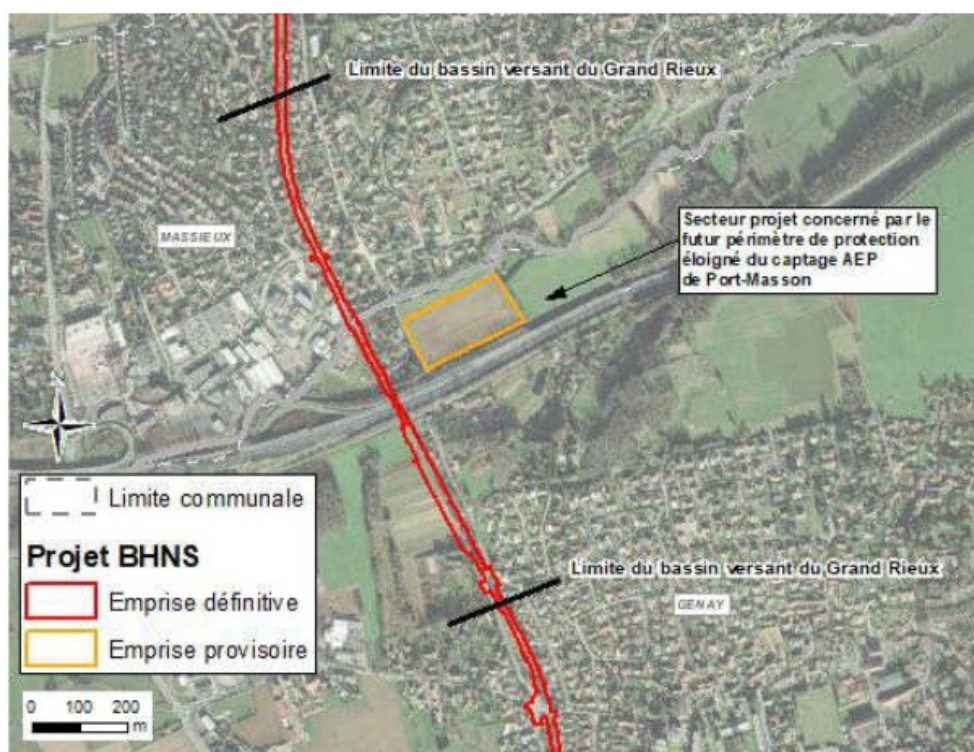 Limite du bassin versant du Grand Rieux
MASSIEUX
Secteur projet concerné par le
futur périmètre de protection
éloigné du captage AEP
de Port-Masson
Limite communale
Projet BHNS
Emprise définitive
Emprise provisoire
0 100 200
m
Limite du bassin versant du Grand Rieux
GENAY